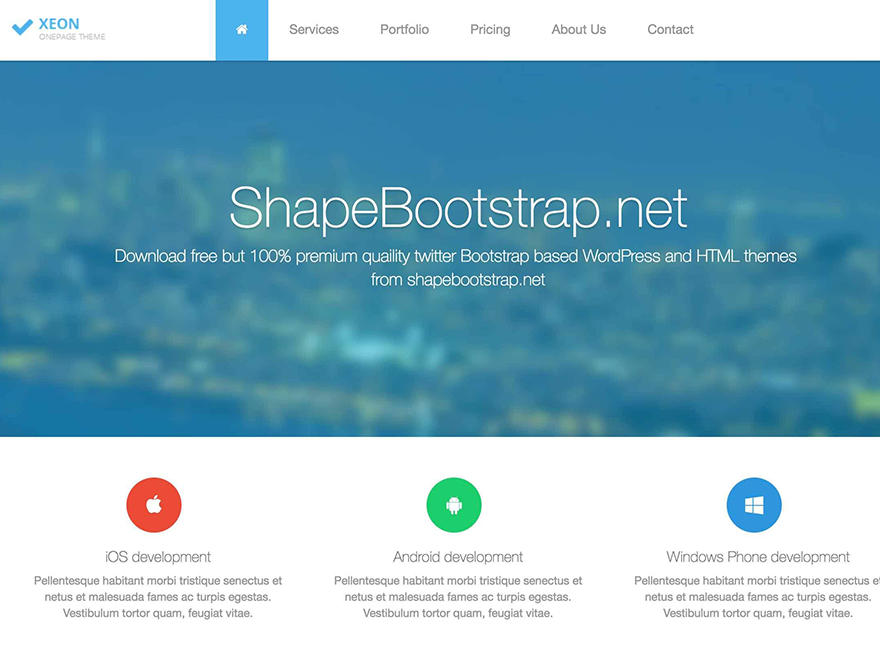 XEON
ONEPAGE THEME
Services
Portfolio
Pricing
About Us
Contact
ShapeBootstrap.net
Download free but 100% premium quaility twitter Bootstrap based WordPress and HTML themes
from shapebootstrap.net
iOS development
Pellentesque habitant morbi tristique senectus et
netus et malesuada fames ac turpis egestas.
Vestibulum tortor quam, feugiat vitae.
Android development
Pellentesque habitant morbi tristique senectus et
netus et malesuada fames ac turpis egestas.
Vestibulum tortor quam, feugiat vitae.
Windows Phone development
Pellentesque habitant morbi tristique senectus et
netus et malesuada fames ac turpis egestas.
Vestibulum tortor quam, feugiat vitae.